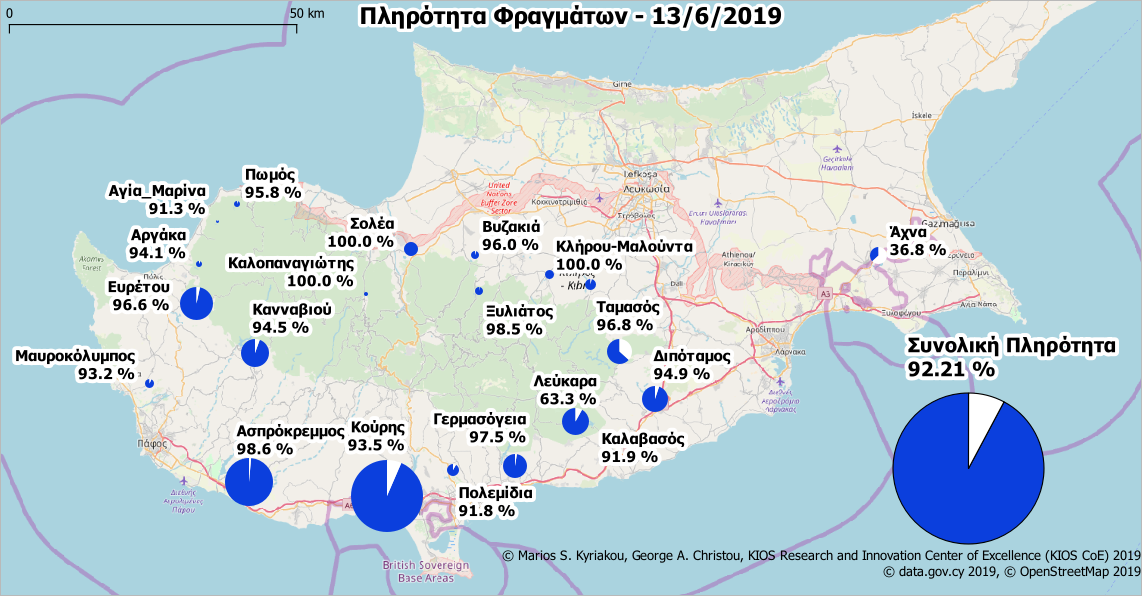 0
50 km
Πληρότητα Φραγμάτων - 13/6/2019
Girne
İskele
Geçitkale
Havaalanı
Lefkoşa
Λευκωσία
Πωμός
95.8 %
Αγία_Μαρίνα
91.3 %
United
Nations
Buffer Zone
Sector
Κοκκινοτριμιθιά
Στρόβολος
Ercan Uluslararası
Havalimanı
Gazimağusa
Σολέα
100.0 %
Βυζακιά
96.0 %
Άχνα
36.8 %
Αργάκα
94.1 %
Akamas
Forest
Κλήρου-Μαλούντα
100.0 %
Athienou/
Kiracıköy
Δερύνεια
Παραλίμνι
Καλοπαναγιώτης
100.0 %
Πόλις
Dali
Ευρέτου
96.6 %
A3
Αγία Νάπα
Ξυλοφάγου
Κανναβιού
94.5 %
Ξυλιάτος
98.5 %
Ταμασός
96.8 %
Αραδίππου
Λάρνακα
Συνολική Πληρότητα
92.21 %
Μαυροκόλυμπος
93.2 %
Διπόταμος
94.9 %
Λεύκαρα
63.3 %
Διεθνές
Αεροδρόμιο
Λάρνακας
Γερμασόγεια
97.5 %
Ασπρόκρεμμος
98.6 %
Κούρης
93.5 %
Καλαβασός
91.9 %
Πάφος
Διεθνής
Αερολιμένας
Πάφου
Πολεμίδια
91.8 %
British Sovereign
Base Areas
© Marios S. Kyriakou, George A. Christou, KIOS Research and Innovation Center of Excellence (KIOS CoE) 2019
© data.gov.cy 2019, © OpenStreetMap 2019